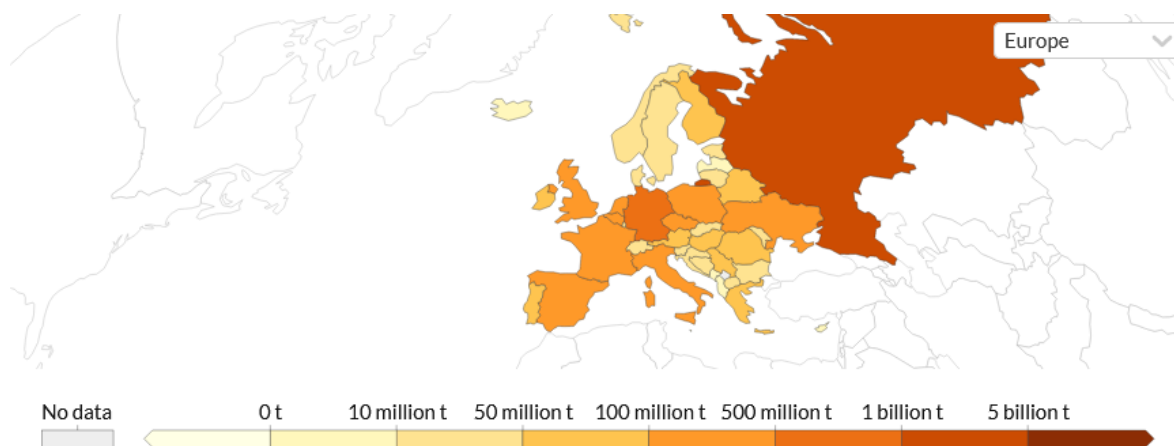 Europe
No data
0 t
10 million t
50 million t
100 million t
500 million t
1 billion t
5 billion t